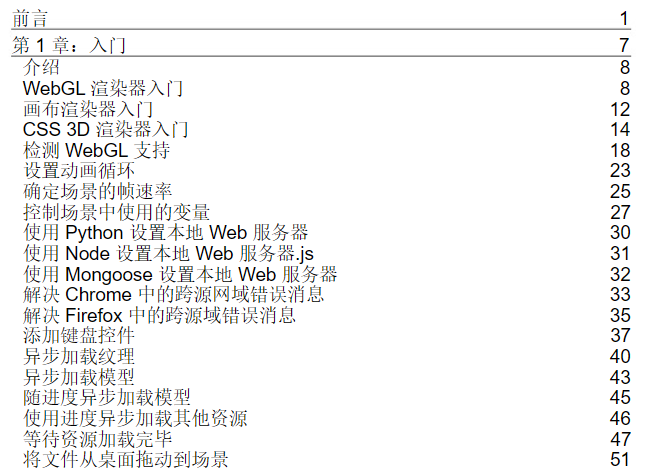 前言 1
第 1 章：入门 7
介绍 8
WebGL 渲染器入门 8
画布渲染器入门 12
CSS 3D 渲染器入门 14
检测 WebGL 支持 18
设置动画循环 23
确定场景的帧速率 25
控制场景中使用的变量 27
使用 Python 设置本地 Web 服务器 30
使用 Node 设置本地 Web 服务器.js 31
使用 Mongoose 设置本地 Web 服务器 32
解决 Chrome 中的跨源网域错误消息 33
解决 Firefox 中的跨源域错误消息 35
添加键盘控件 37
异步加载纹理 40
异步加载模型 43
随进度异步加载模型 45
使用进度异步加载其他资源 46
等待资源加载完毕 47
将文件从桌面拖动到场景 51